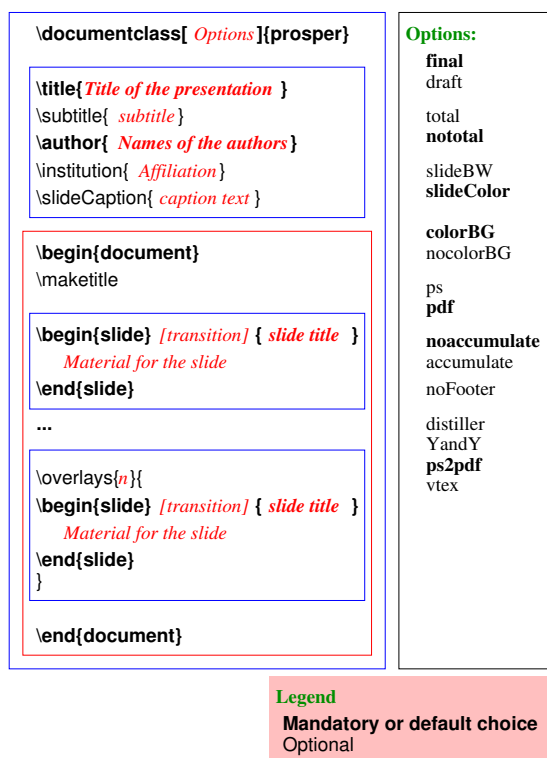 \documentclass[ Options]{prosper}
\title{Title of the presentation }
\subtitle{ subtitle}
\author{ Names of the authors}
\institution{ Affiliation}
\slideCaption{ caption text }
\begin{document}
\maketitle
\begin{slide} [transition] { slide title }
Material for the slide
\end{slide}
...
\overlays{n}{
\begin{slide} [transition] { slide title }
Material for the slide
\end{slide}
}
\end{document}
Options:
final
draft
total
nototal
slideBW
slideColor
colorBG
nocolorBG
ps
pdf
noaccumulate
accumulate
noFooter
distiller
YandY
ps2pdf
vtex
Legend
Mandatory or default choice
Optional